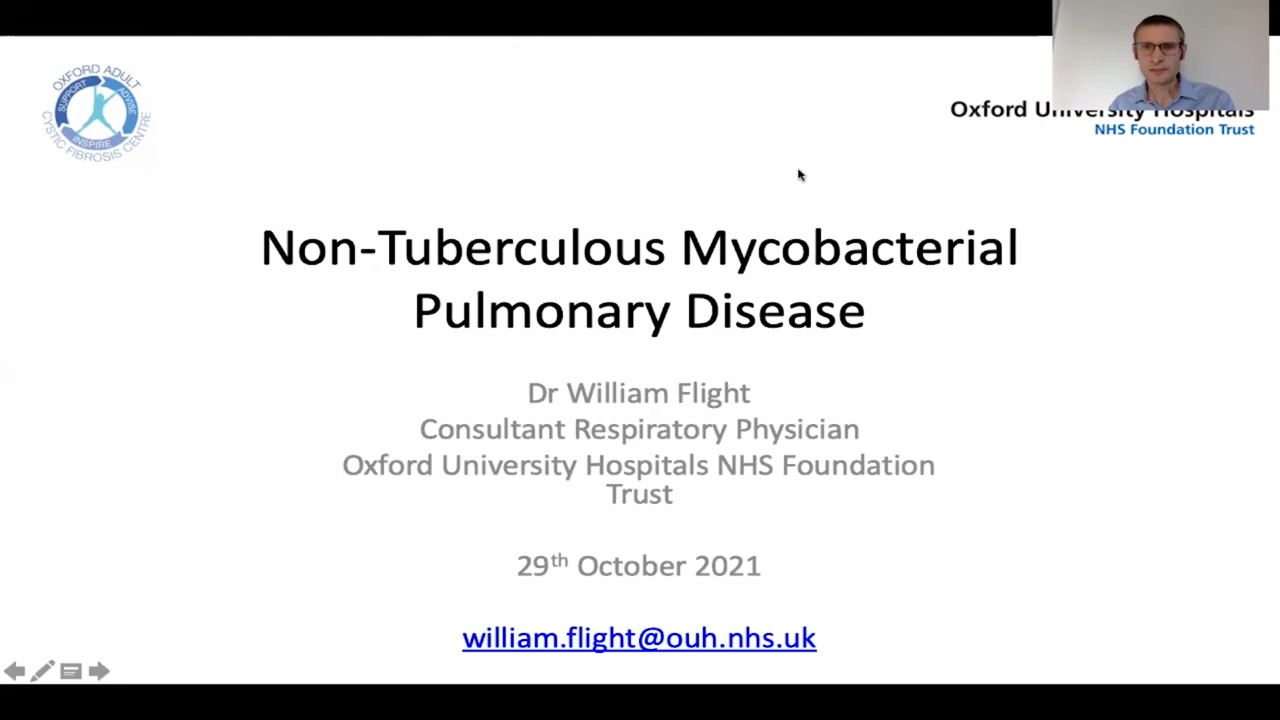 OXFORD ADULT
CYSTIC FIBROSIS CENTRE
SUPPORT
ADVISE
INSPIRE
Oxford University Hospitals
NHS Foundation Trust
Non-Tuberculous Mycobacterial
Pulmonary Disease
Dr William Flight
Consultant Respiratory Physician
Oxford University Hospitals NHS Foundation
Trust
29th October 2021
william.flight@ouh.nhs.uk